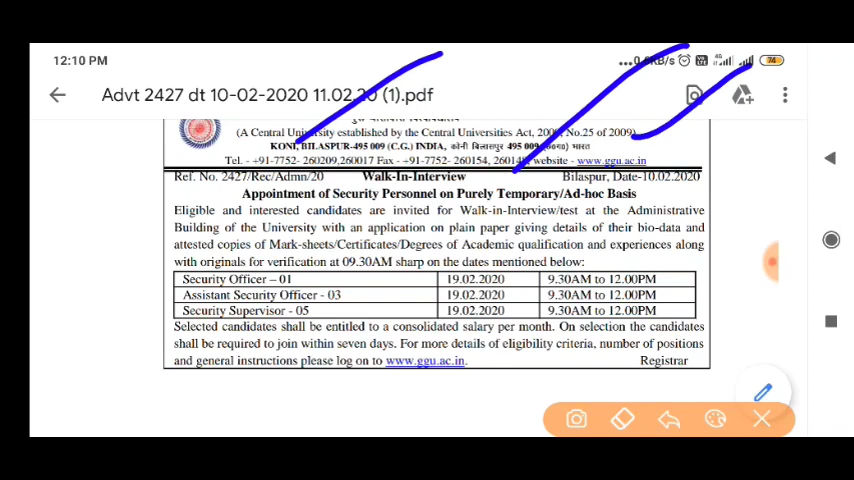 12:10 PM
KB/s 4G 74
Advt 2427 dt 10-02-2020 11.02.20 (1).pdf
(A Central University established by the Central Universities Act, 2009, No.25 of 2009)
KONI, BILASPUR-495 009 (C.G.) INDIA, कोनी बिलासपुर 495 009 (छ०ग०) भारत
Tel. - +91-7752- 260209,260017 Fax - +91-7752- 260154, website - www.ggu.ac.in
Ref. No. 2427/Rec/Admn/20 Walk-In-Interview Bilaspur, Date-10.02.2020
Appointment of Security Personnel on Purely Temporary/Ad-hoc Basis
Eligible and interested candidates are invited for Walk-in-Interview/test at the Administrative
Building of the University with an application on plain paper giving details of their bio-data and
attested copies of Mark-sheets/Certificates/Degrees of Academic qualification and experiences along
with originals for verification at 09.30AM sharp on the dates mentioned below:
Security Officer – 01 19.02.2020 9.30AM to 12.00PM
Assistant Security Officer - 03 19.02.2020 9.30AM to 12.00PM
Security Supervisor - 05 19.02.2020 9.30AM to 12.00PM
Selected candidates shall be entitled to a consolidated salary per month. On selection the candidates
shall be required to join within seven days. For more details of eligibility criteria, number of positions
and general instructions please log on to www.ggu.ac.in. Registrar